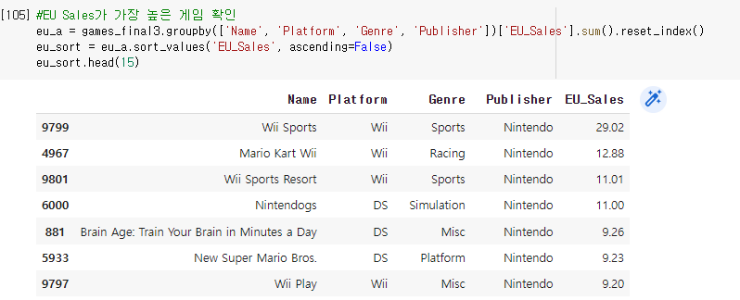 [105] #EU Sales가 가장 높은 게임 확인
eu_a = games_final3.groupby(['Name', 'Platform', 'Genre', 'Publisher'])['EU_Sales'].sum().reset_index()
eu_sort = eu_a.sort_values('EU_Sales', ascending=False)
eu_sort.head(15)
Name Platform Genre Publisher EU_Sales
9799 Wii Sports Wii Sports Nintendo 29.02
4967 Mario Kart Wii Wii Racing Nintendo 12.88
9801 Wii Sports Resort Wii Sports Nintendo 11.01
6000 Nintendogs DS Simulation Nintendo 11.00
881 Brain Age: Train Your Brain in Minutes a Day DS Misc Nintendo 9.26
5933 New Super Mario Bros. DS Platform Nintendo 9.23
9797 Wii Play Wii Misc Nintendo 9.20